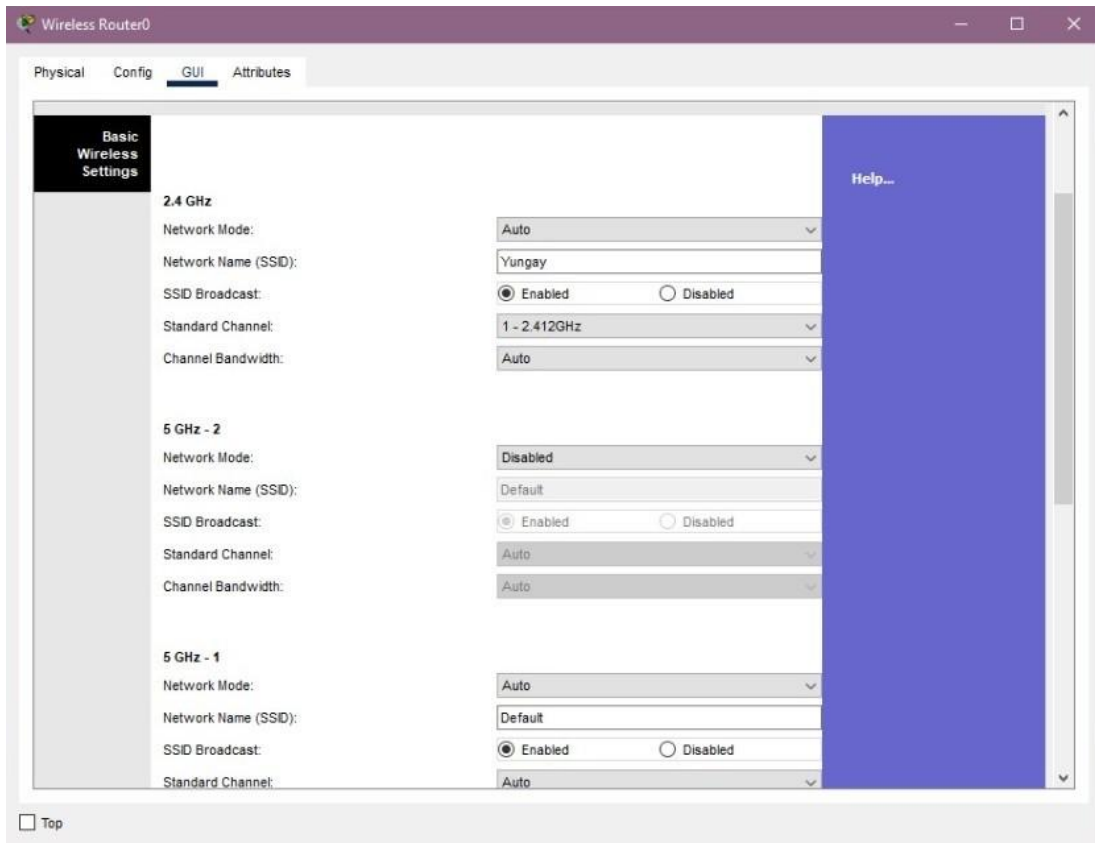 Wireless Router0
Physical Config GUI Attributes
Basic
Wireless
Settings
Help...
2.4 GHz
Network Mode: Auto
Network Name (SSID): Yungay
SSID Broadcast: Enabled Disabled
Standard Channel: 1 - 2.412GHz
Channel Bandwidth: Auto
5 GHz - 2
Network Mode: Disabled
Network Name (SSID): Default
SSID Broadcast: Enabled Disabled
Standard Channel: Auto
Channel Bandwidth: Auto
5 GHz - 1
Network Mode: Auto
Network Name (SSID): Default
SSID Broadcast: Enabled Disabled
Standard Channel: Auto
Top